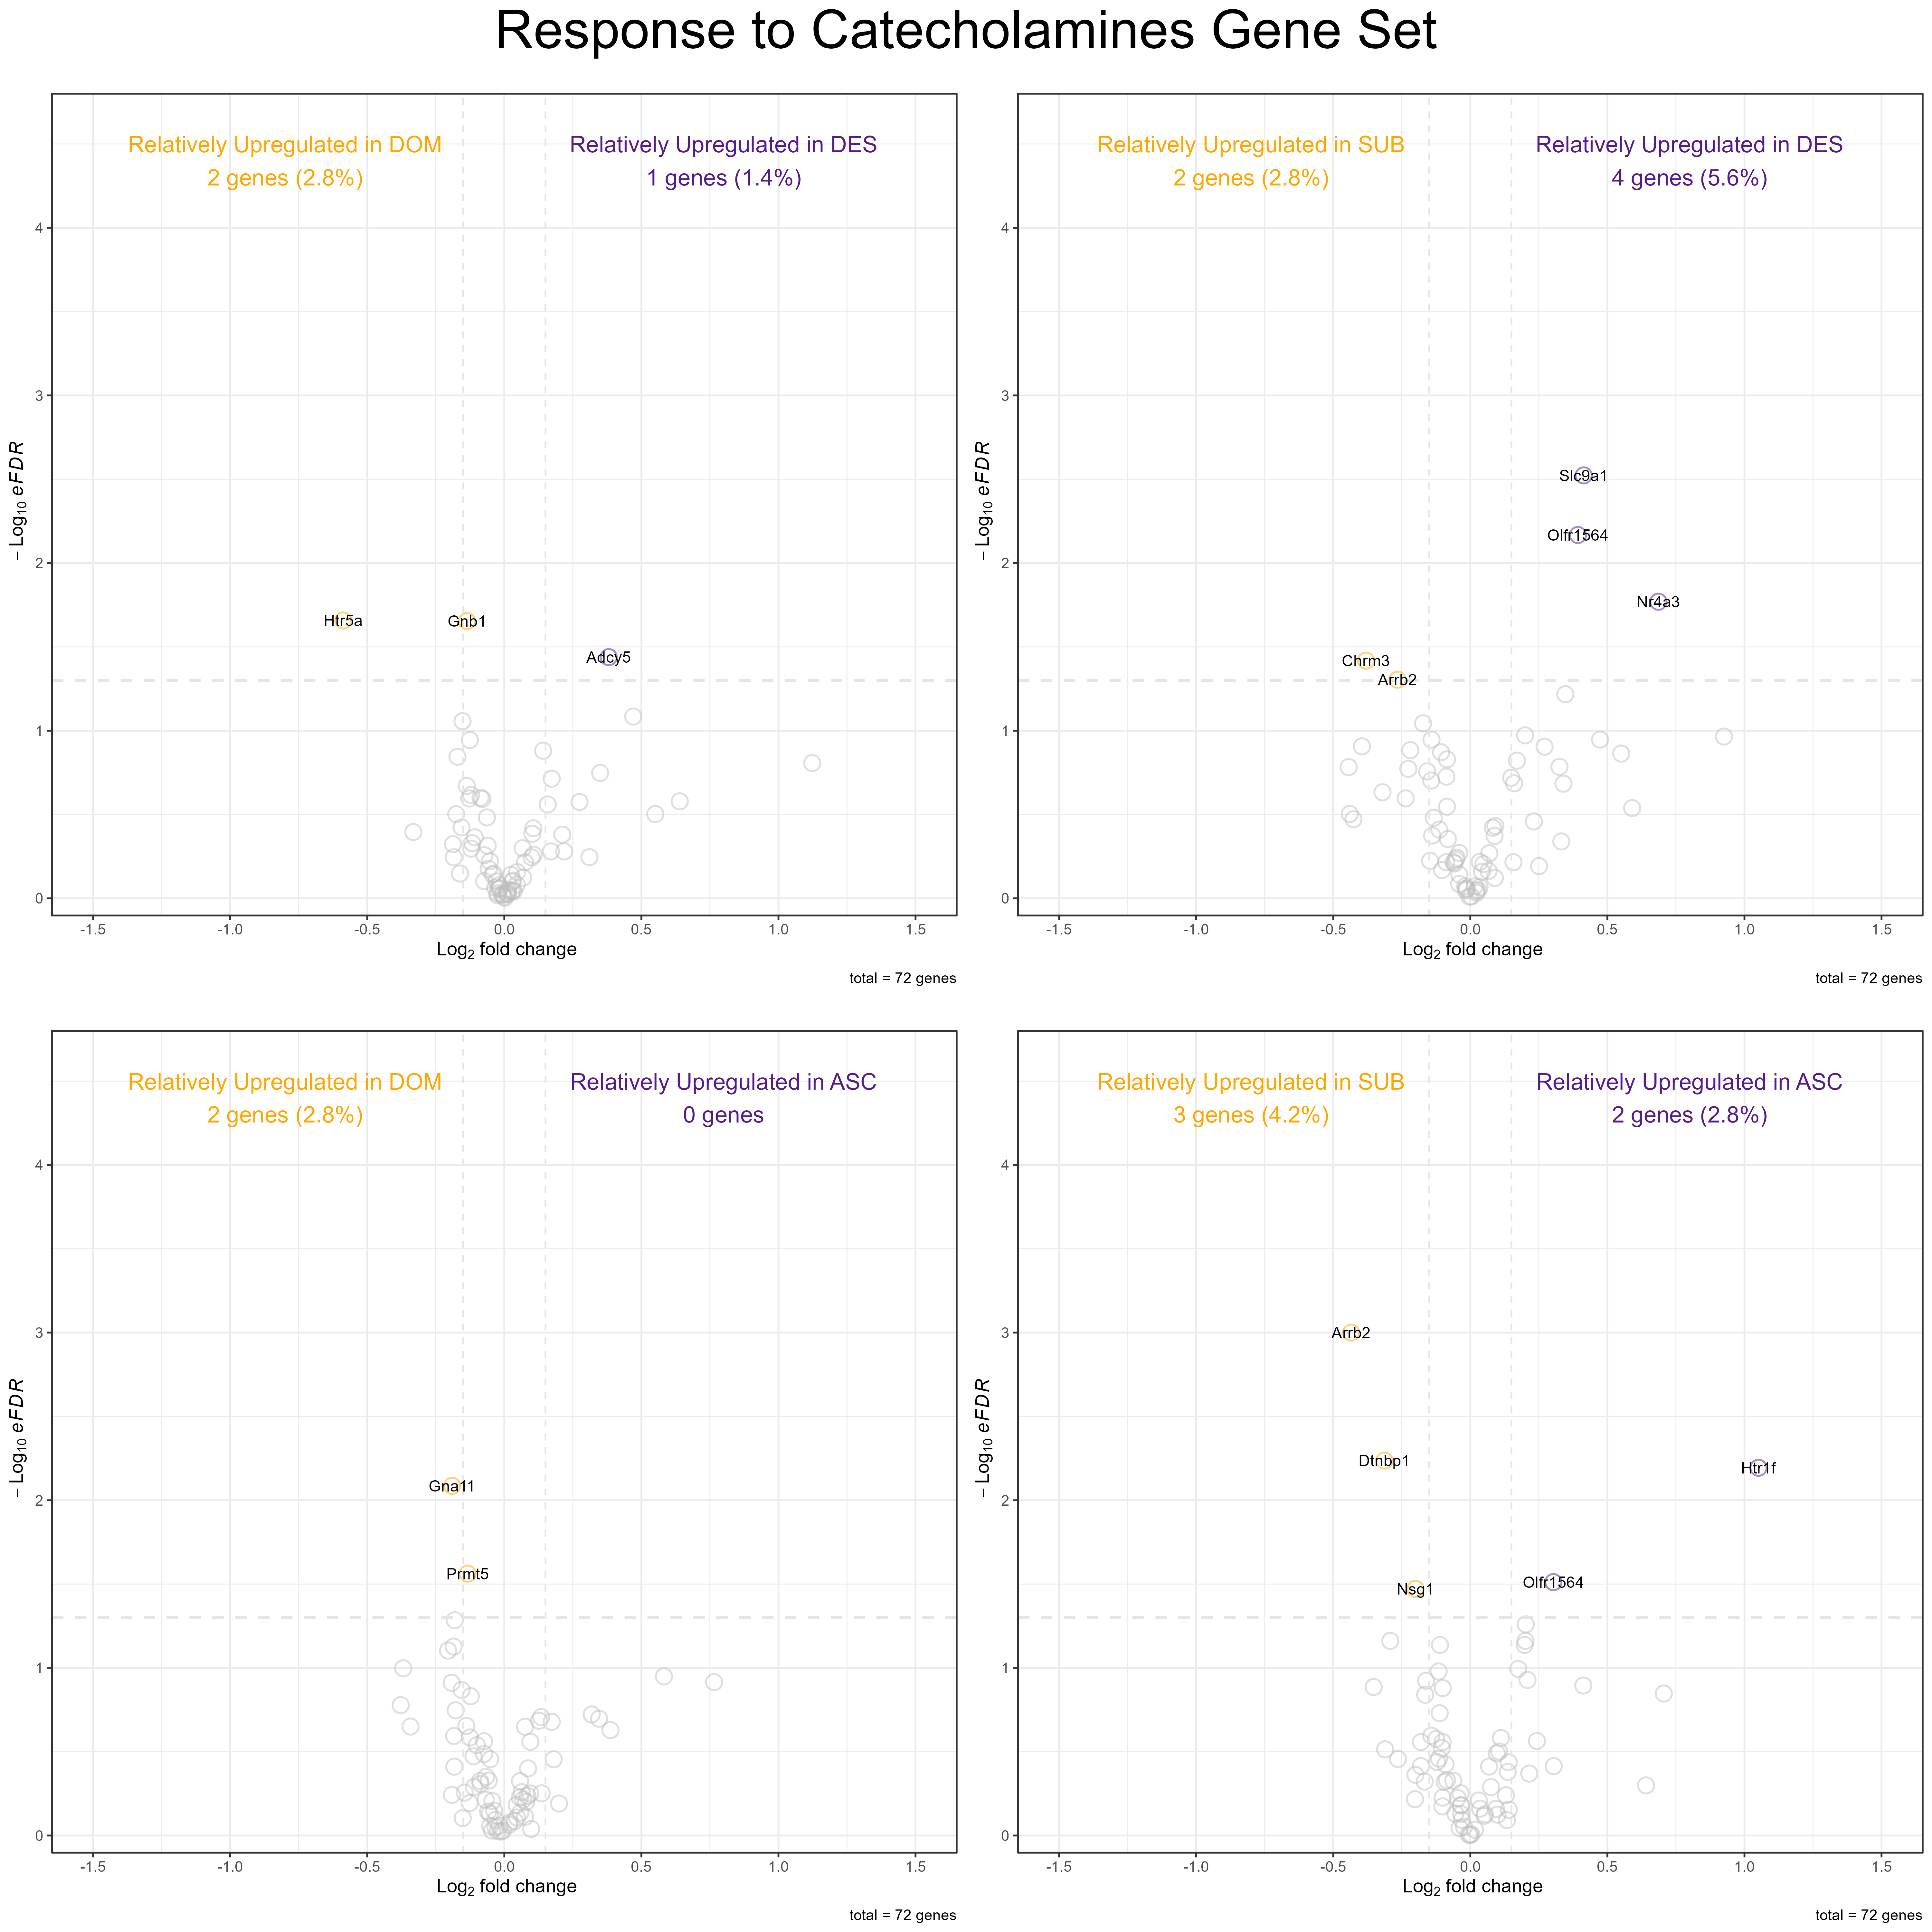 Response to Catecholamines Gene Set
Relatively Upregulated in DOM
2 genes (2.8%)
Relatively Upregulated in DES
1 genes (1.4%)
4
3
2
1
0
− Log10 eFDR
Htr5a
Gnb1
Adcy5
-1.5 -1.0 -0.5 0.0 0.5 1.0 1.5
Log2 fold change
total = 72 genes
Relatively Upregulated in SUB
2 genes (2.8%)
Relatively Upregulated in DES
4 genes (5.6%)
4
3
2
1
0
− Log10 eFDR
Slc9a1
Olfr1564
Nr4a3
Chrm3
Arrb2
-1.5 -1.0 -0.5 0.0 0.5 1.0 1.5
Log2 fold change
total = 72 genes
Relatively Upregulated in DOM
2 genes (2.8%)
Relatively Upregulated in ASC
0 genes
4
3
2
1
0
− Log10 eFDR
Gna11
Prmt5
-1.5 -1.0 -0.5 0.0 0.5 1.0 1.5
Log2 fold change
total = 72 genes
Relatively Upregulated in SUB
3 genes (4.2%)
Relatively Upregulated in ASC
2 genes (2.8%)
4
3
2
1
0
− Log10 eFDR
Arrb2
Dtnbp1
Htr1f
Olfr1564
Nsg1
-1.5 -1.0 -0.5 0.0 0.5 1.0 1.5
Log2 fold change
total = 72 genes